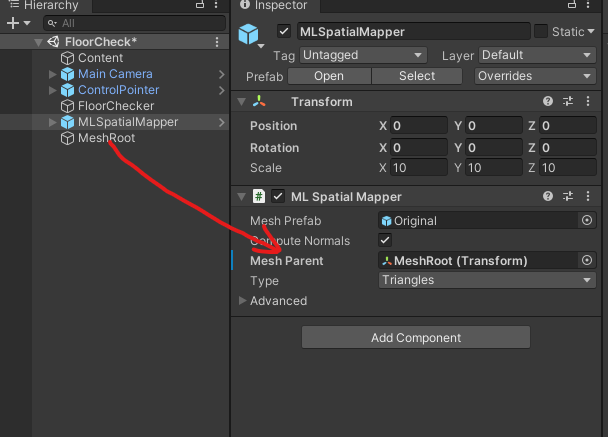 Hierarchy
All
FloorCheck*
Content
Main Camera
ControlPointer
FloorChecker
MLSpatialMapper
MeshRoot
Inspector
MLSpatialMapper Static
Tag Untagged Layer Default
Prefab Open Select Overrides
Transform
Position X 0 Y 0 Z 0
Rotation X 0 Y 0 Z 0
Scale X 10 Y 10 Z 10
# ML Spatial Mapper
Mesh Prefab Original
Compute Normals
Mesh Parent MeshRoot (Transform)
Type Triangles
Advanced
Add Component